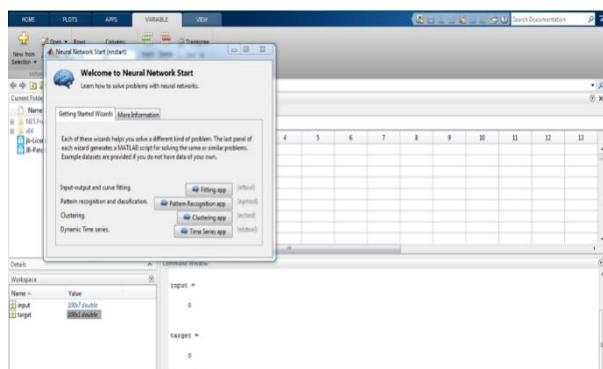 HOME PLOTS APPS VARIABLE VIEW
Search Documentation
New from
Selection
Open Rows Columns
Transpose
Neural Network Start (nnstart)
Welcome to Neural Network Start
Learn how to solve problems with neural networks.
Getting Started Wizards More Information
Each of these wizards helps you solve a different kind of problem. The last panel of
each wizard generates a MATLAB script for solving the same or similar problems.
Example datasets are provided if you do not have data of your own.
Input-output and curve fitting. Fitting app (nftool)
Pattern recognition and classification. Pattern Recognition app (nprtool)
Clustering. Clustering app (nctool)
Dynamic Time series. Time Series app (ntstool)
Current Folde
Name
4 5 6 7 8 9 10 11 12 13
Details
Workspace
Name Value
input 100x7 double
target 100x1 double
Command Window
input =
0
target =
0